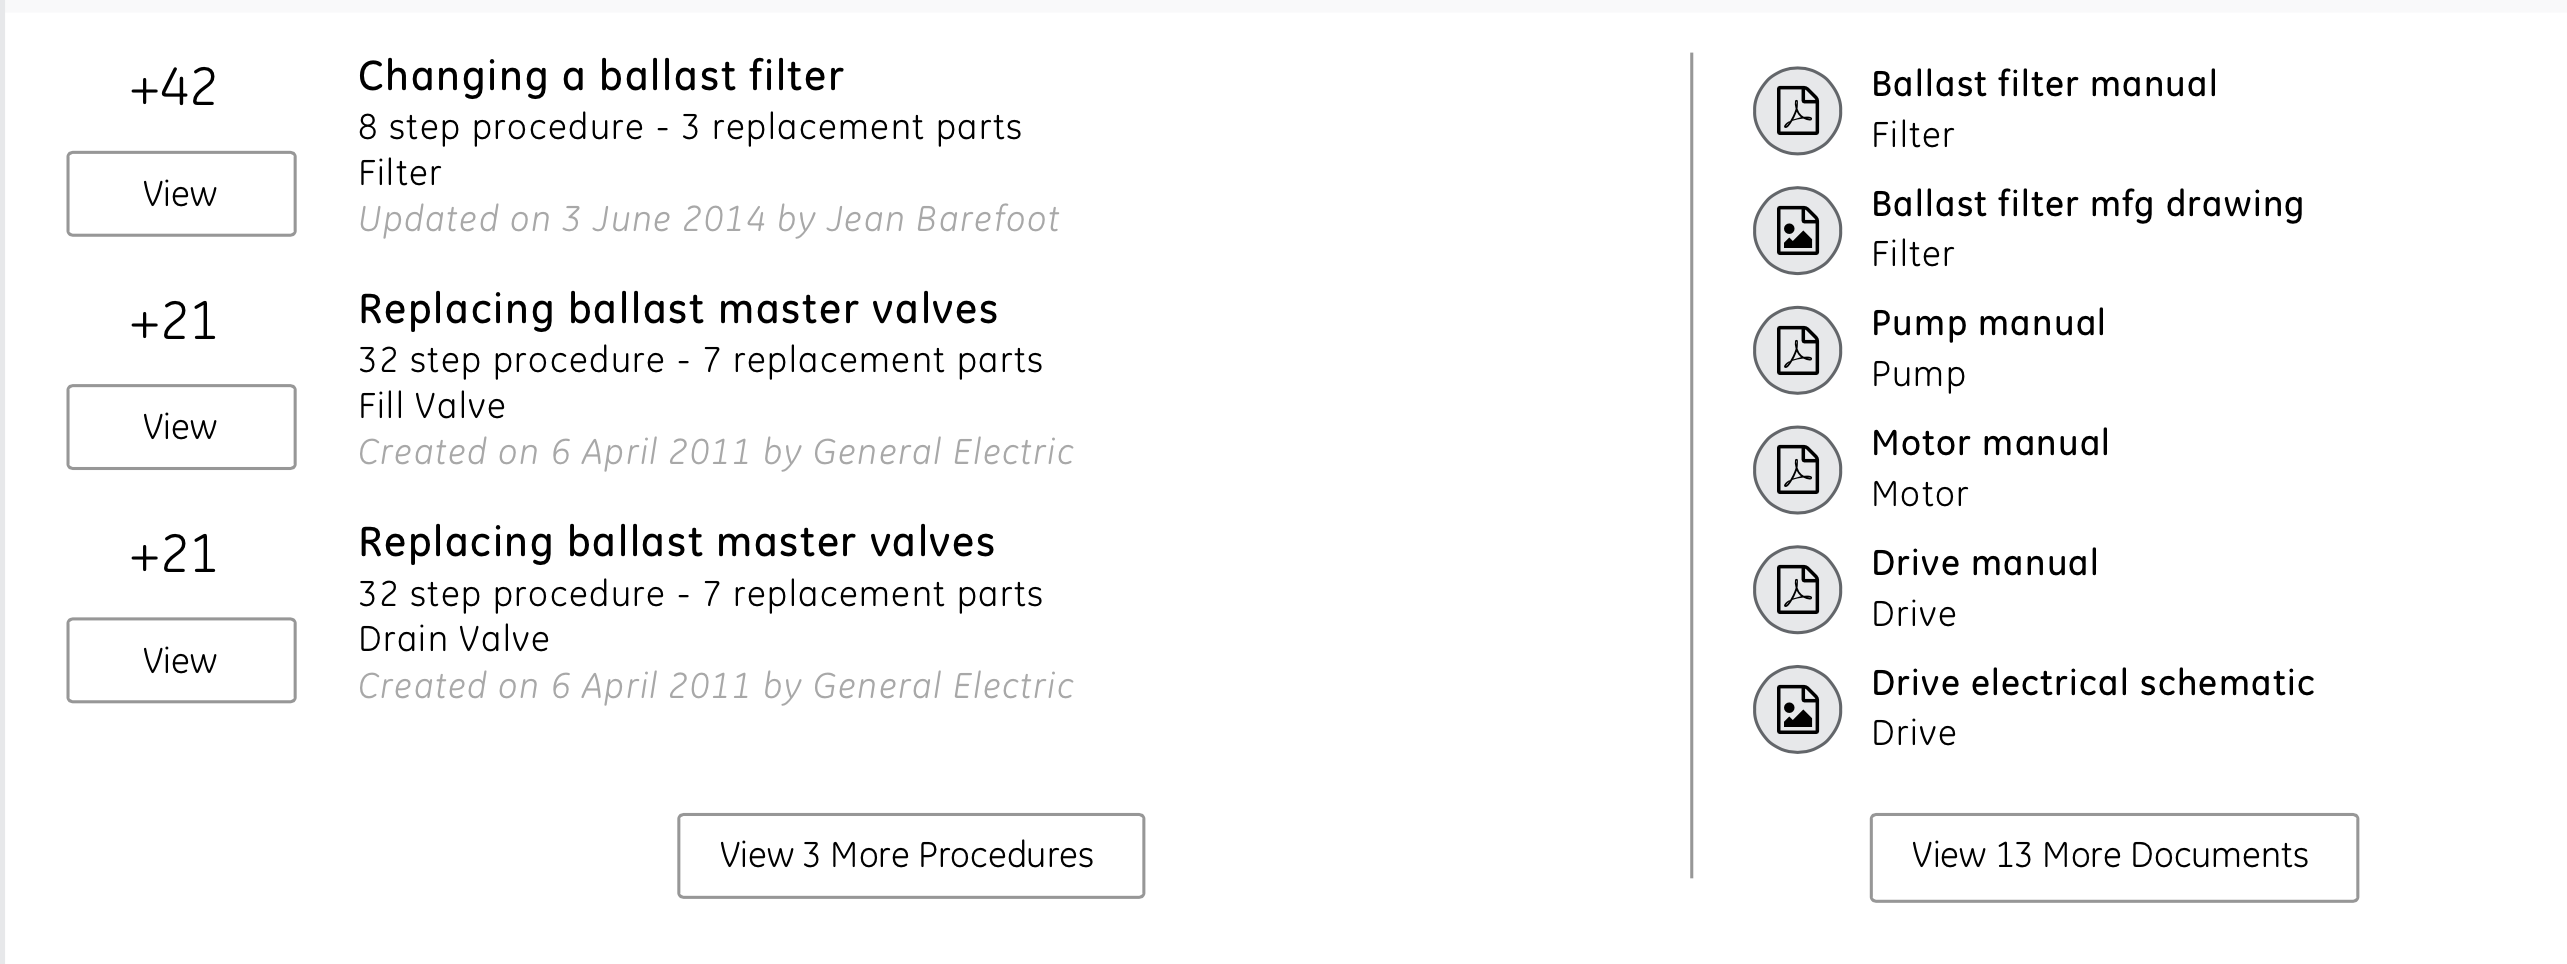 +42
View
Changing a ballast filter
8 step procedure - 3 replacement parts
Filter
Updated on 3 June 2014 by Jean Barefoot
+21
View
Replacing ballast master valves
32 step procedure - 7 replacement parts
Fill Valve
Created on 6 April 2011 by General Electric
+21
View
Replacing ballast master valves
32 step procedure - 7 replacement parts
Drain Valve
Created on 6 April 2011 by General Electric
View 3 More Procedures
Ballast filter manual
Filter
Ballast filter mfg drawing
Filter
Pump manual
Pump
Motor manual
Motor
Drive manual
Drive
Drive electrical schematic
Drive
View 13 More Documents